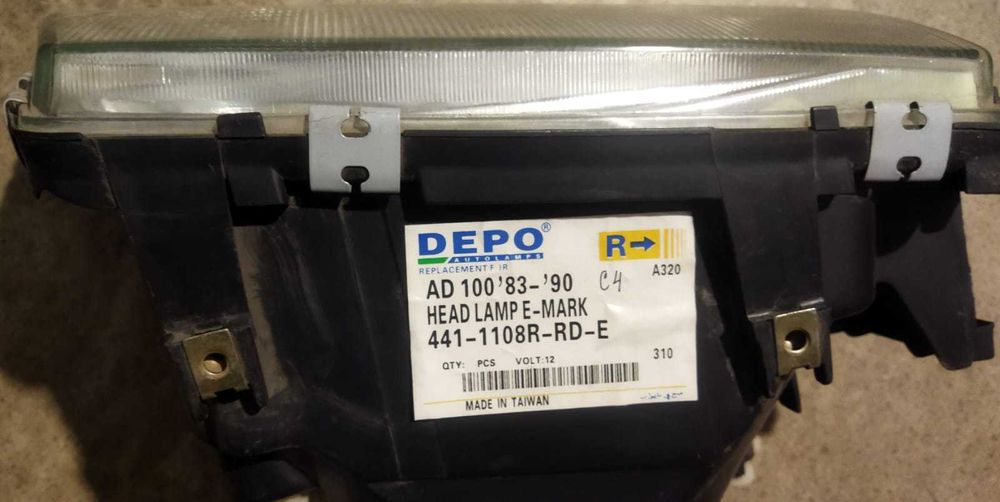 DEPO®
AUTOLAMPS
R→
REPLACEMENT F R
A320
AD 100 '83-'90 C4
HEAD LAMP E-MARK
441-1108R-RD-E
QTY: PCS VOLT:12
310
MADE IN TAIWAN